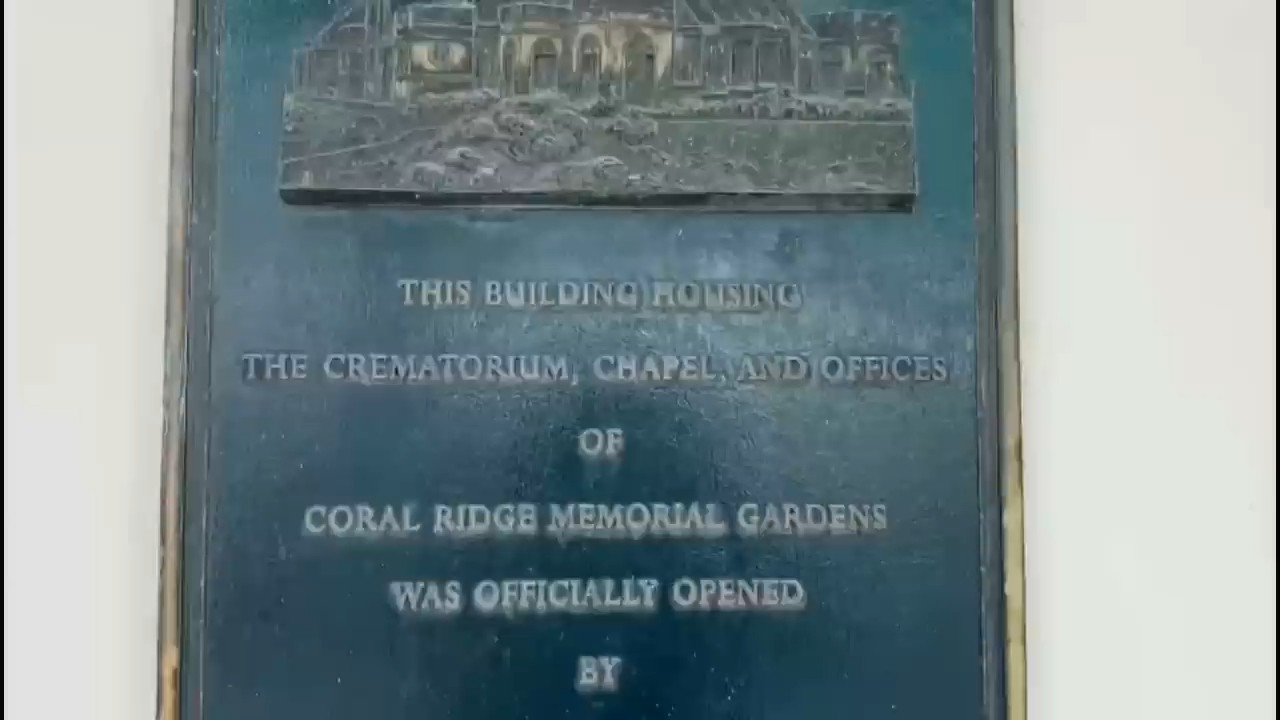 THIS BUILDING HOUSING
THE CREMATORIUM, CHAPEL, AND OFFICES
OF
CORAL RIDGE MEMORIAL GARDENS
WAS OFFICIALLY OPENED
BY